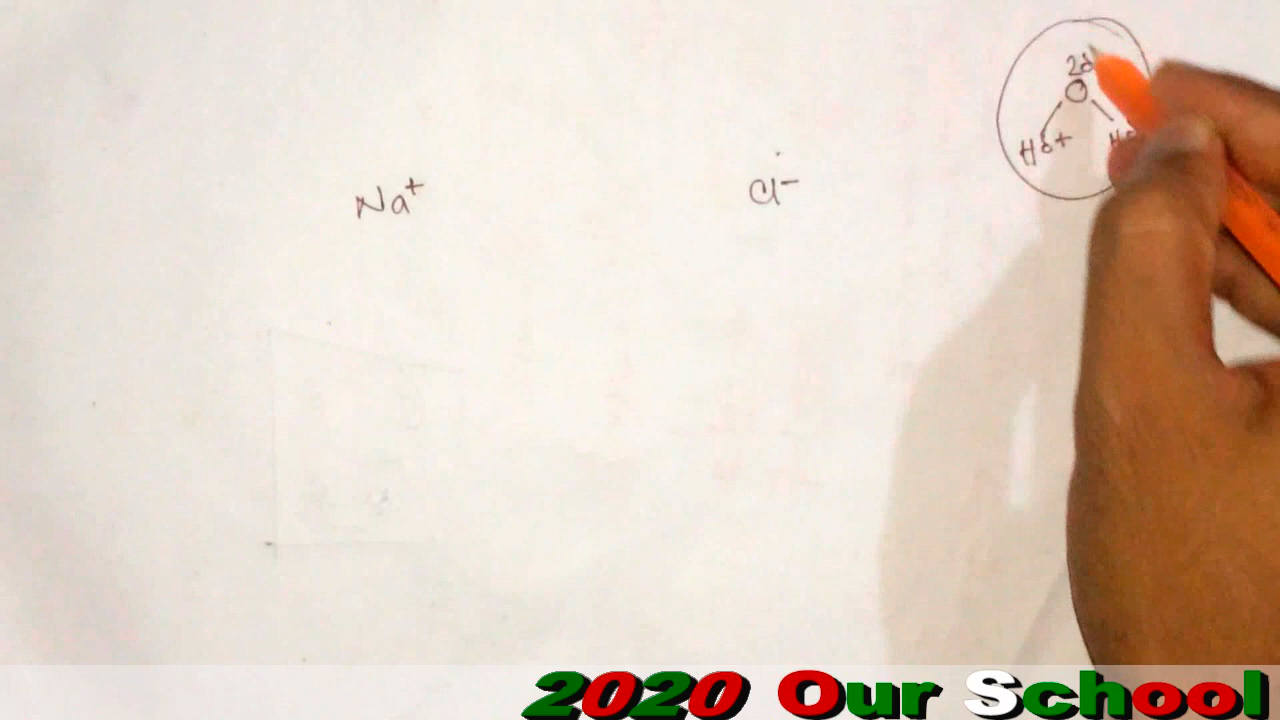 2δ
O
Hδ+ H
Na+ Cl-
2020 Our School